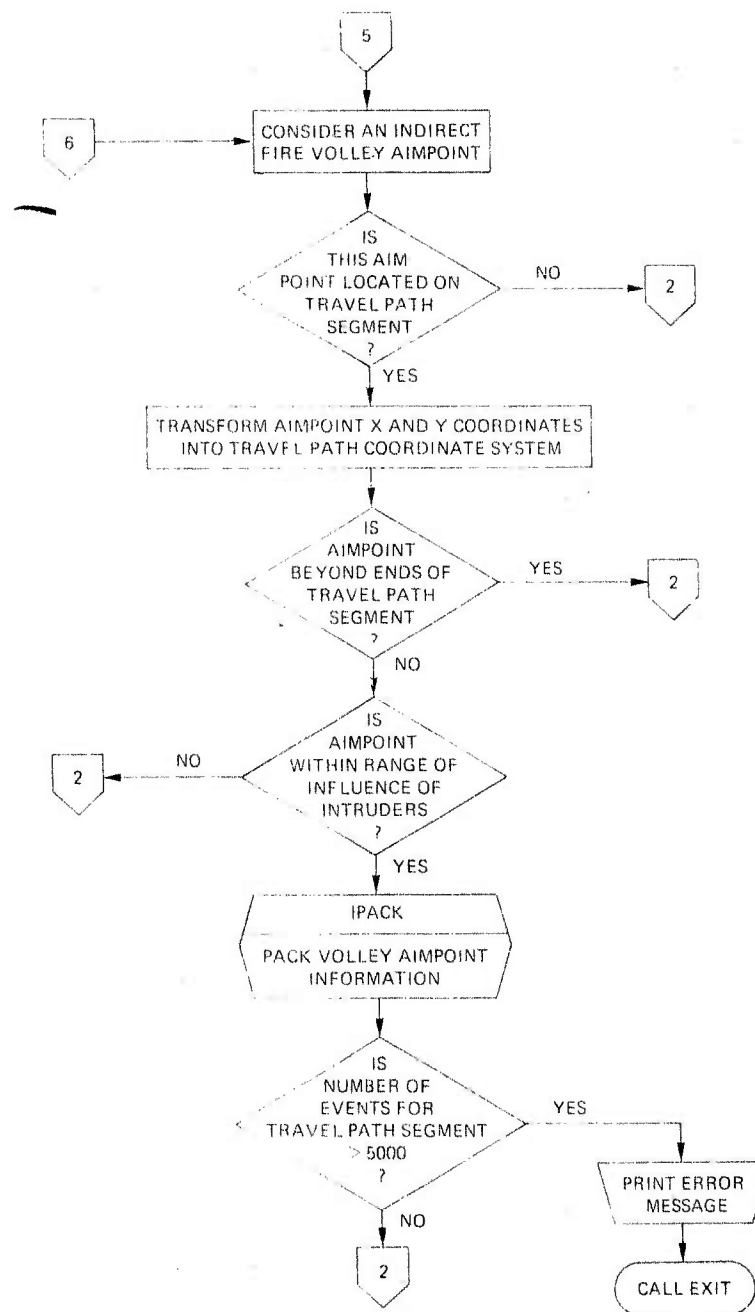 5
6
CONSIDER AN INDIRECT
FIRE VOLLEY AIMPOINT
IS
THIS AIM
POINT LOCATED ON
TRAVEL PATH
SEGMENT
?
NO
2
YES
TRANSFORM AIMPOINT X AND Y COORDINATES
INTO TRAVEL PATH COORDINATE SYSTEM
IS
AIMPOINT
BEYOND ENDS OF
TRAVEL PATH
SEGMENT
?
YES
2
NO
IS
AIMPOINT
WITHIN RANGE OF
INFLUENCE OF
INTRUDERS
?
NO
2
YES
IPACK
PACK VOLLEY AIMPOINT
INFORMATION
IS
NUMBER OF
EVENTS FOR
TRAVEL PATH SEGMENT
> 5000
?
YES
PRINT ERROR
MESSAGE
NO
2
CALL EXIT